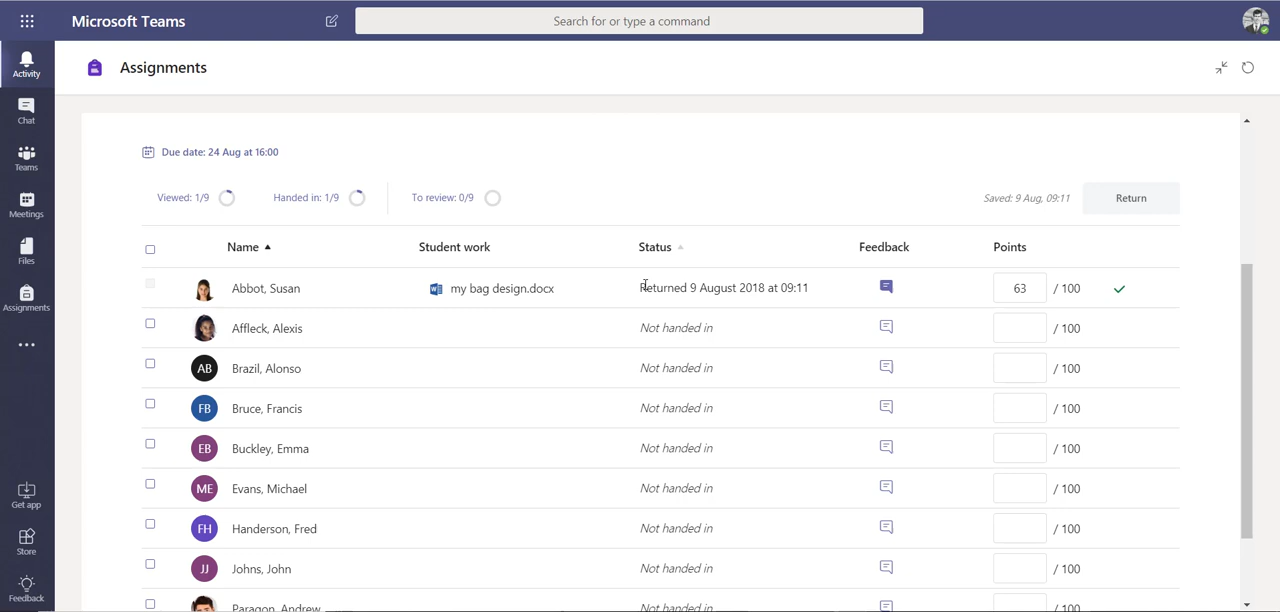 Microsoft Teams
Search for or type a command
Activity
Assignments
Chat
Teams
Meetings
Files
Assignments
Get app
Store
Feedback
Due date: 24 Aug at 16:00
Viewed: 1/9 Handed in: 1/9 To review: 0/9 Saved: 9 Aug, 09:11 Return
Name Student work Status Feedback Points
Abbot, Susan my bag design.docx Returned 9 August 2018 at 09:11 63 / 100
Affleck, Alexis Not handed in / 100
AB Brazil, Alonso Not handed in / 100
FB Bruce, Francis Not handed in / 100
EB Buckley, Emma Not handed in / 100
ME Evans, Michael Not handed in / 100
FH Handerson, Fred Not handed in / 100
JJ Johns, John Not handed in / 100
Paragon, Andrew